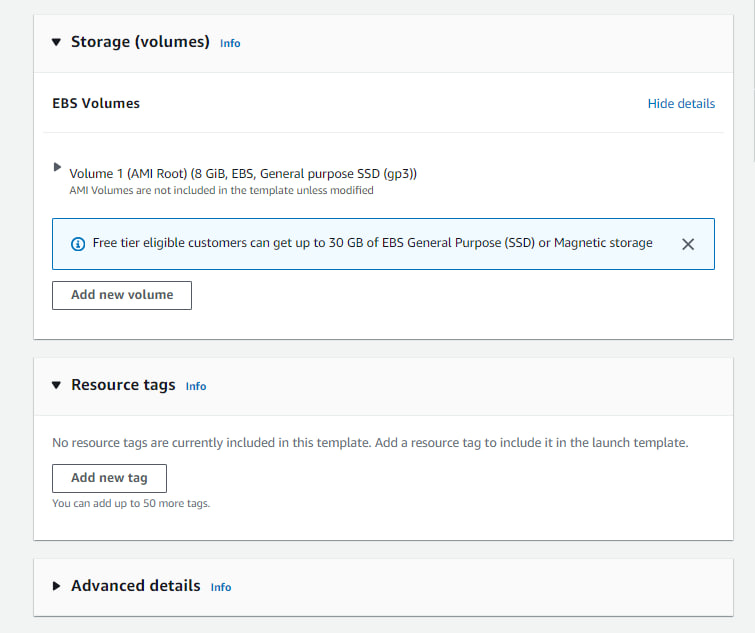 Storage (volumes) Info
EBS Volumes Hide details
Volume 1 (AMI Root) (8 GiB, EBS, General purpose SSD (gp3))
AMI Volumes are not included in the template unless modified
Free tier eligible customers can get up to 30 GB of EBS General Purpose (SSD) or Magnetic storage
Add new volume
Resource tags Info
No resource tags are currently included in this template. Add a resource tag to include it in the launch template.
Add new tag
You can add up to 50 more tags.
Advanced details Info